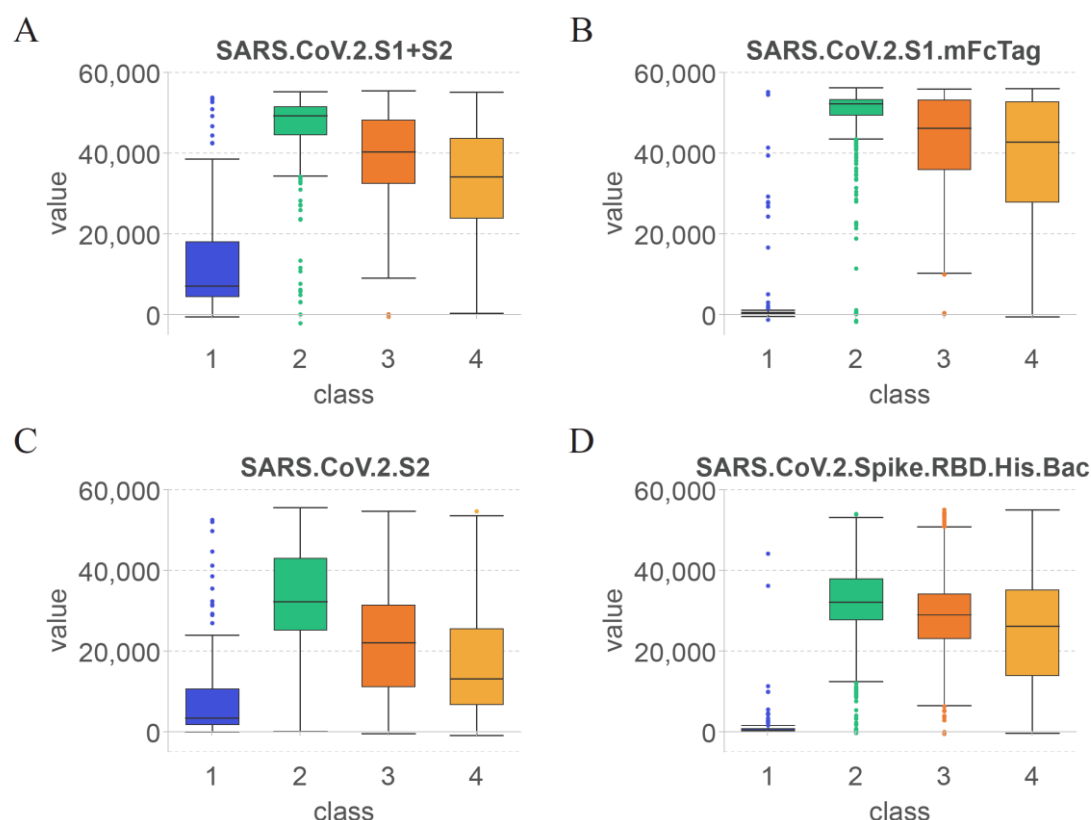 A
SARS.CoV.2.S1+S2
60,000
40,000
20,000
0
value
1 2 3 4
class
B
SARS.CoV.2.S1.mFcTag
60,000
40,000
20,000
0
value
1 2 3 4
class
C
SARS.CoV.2.S2
60,000
40,000
20,000
0
value
1 2 3 4
class
D
SARS.CoV.2.Spike.RBD.His.Bac
60,000
40,000
20,000
0
value
1 2 3 4
class